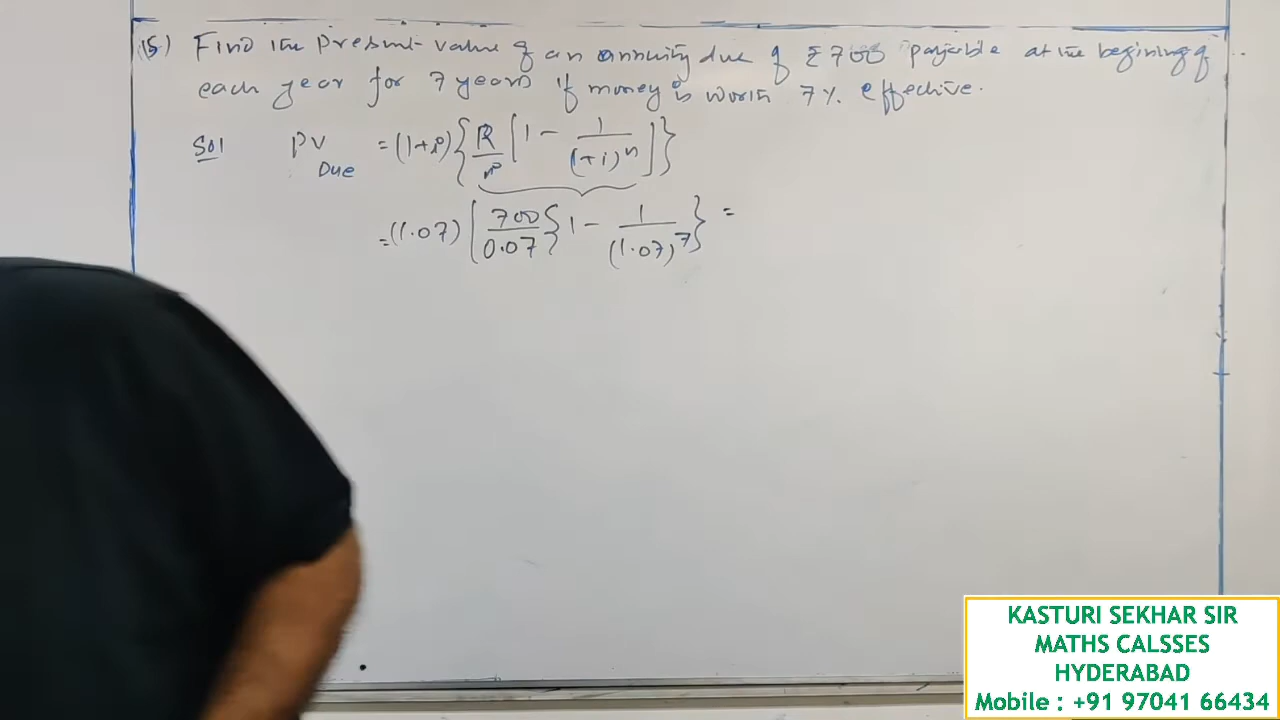 15) Find the Present value of an annuity due of ₹ 700 payable at the begining of
each year for 7 years if money is worth 7% effective.
Sol PV Due = (1+i) { R/i [ 1 - 1/(1+i)^n ] }
= (1.07) [ 700/0.07 { 1 - 1/(1.07)^7 } =
KASTURI SEKHAR SIR
MATHS CALSSES
HYDERABAD
Mobile : +91 97041 66434